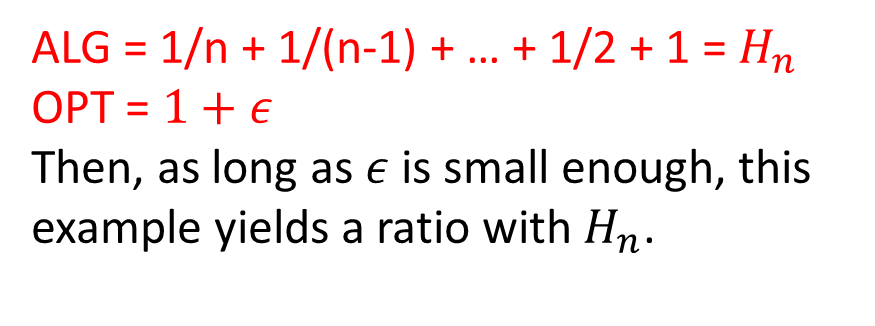 ALG = 1/n + 1/(n-1) + ... + 1/2 + 1 = Hₙ
OPT = 1 + ϵ
Then, as long as ϵ is small enough, this
example yields a ratio with Hₙ.